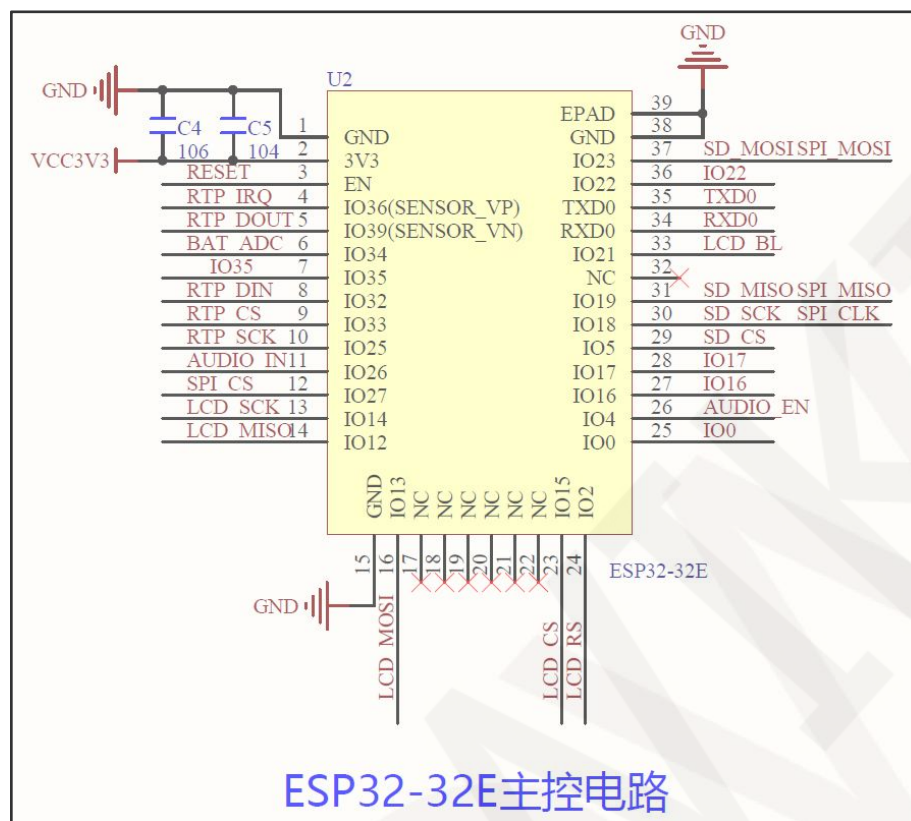 GND
U2
GND
C4
106
C5
104
VCC3V3
1 GND
2 3V3
RESET 3 EN
RTP_IRQ 4 IO36(SENSOR_VP)
RTP_DOUT 5 IO39(SENSOR_VN)
BAT_ADC 6 IO34
IO35 7 IO35
RTP_DIN 8 IO32
RTP_CS 9 IO33
RTP_SCK 10 IO25
AUDIO_IN 11 IO26
SPI_CS 12 IO27
LCD_SCK 13 IO14
LCD_MISO 14 IO12
EPAD 39
GND 38
IO23 37 SD_MOSI SPI_MOSI
IO22 36 IO22
TXD0 35 TXD0
RXD0 34 RXD0
IO21 33 LCD_BL
NC 32
IO19 31 SD_MISO SPI_MISO
IO18 30 SD_SCK SPI_CLK
IO5 29 SD_CS
IO17 28 IO17
IO16 27 IO16
IO4 26 AUDIO_EN
IO0 25 IO0
GND 15
IO13 16 LCD_MOSI
NC 17
NC 18
NC 19
NC 20
NC 21
NC 22
IO15 23 LCD_CS
IO2 24 LCD_RS
GND
ESP32-32E
ESP32-32E主控电路